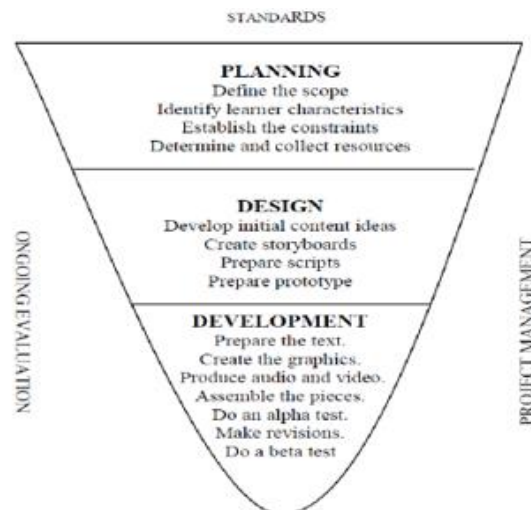 STANDARDS
PLANNING
Define the scope
Identify learner characteristics
Establish the constraints
Determine and collect resources
DESIGN
Develop initial content ideas
Create storyboards
Prepare scripts
Prepare prototype
DEVELOPMENT
Prepare the text.
Create the graphics.
Produce audio and video.
Assemble the pieces.
Do an alpha test.
Make revisions.
Do a beta test
ONGOING EVALUATION
PROJECT MANAGEMENT